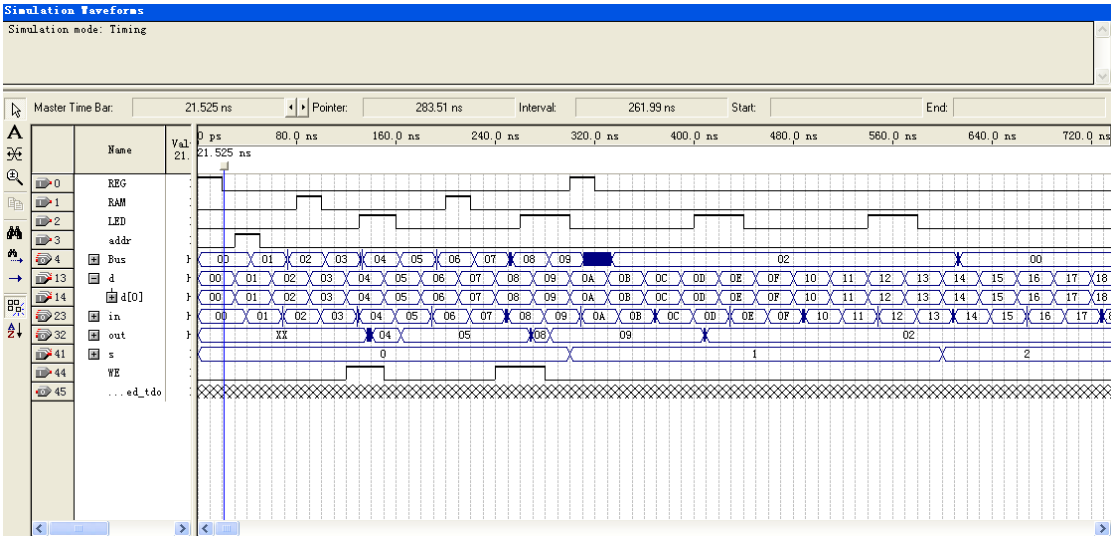 Simulation Waveforms
Simulation mode: Timing
Master Time Bar: 21.525 ns Pointer: 283.51 ns Interval: 261.99 ns Start: End:
Name Val 21. 0 ps 80.0 ns 160.0 ns 240.0 ns 320.0 ns 400.0 ns 480.0 ns 560.0 ns 640.0 ns 720.0 ns
21.525 ns
0 REG
1 RAM
2 LED
3 addr
4 Bus H 00 01 02 03 04 05 06 07 08 09 02 00
13 d H 00 01 02 03 04 05 06 07 08 09 0A 0B 0C 0D 0E 0F 10 11 12 13 14 15 16 17 18
14 d[0] H 00 01 02 03 04 05 06 07 08 09 0A 0B 0C 0D 0E 0F 10 11 12 13 14 15 16 17 18
23 in H 00 01 02 03 04 05 06 07 08 09 0A 0B 0C 0D 0E 0F 10 11 12 13 14 15 16 17
32 out H XX 04 05 08 09 02
41 s 0 1 2
44 WE
45 ...ed_tdo